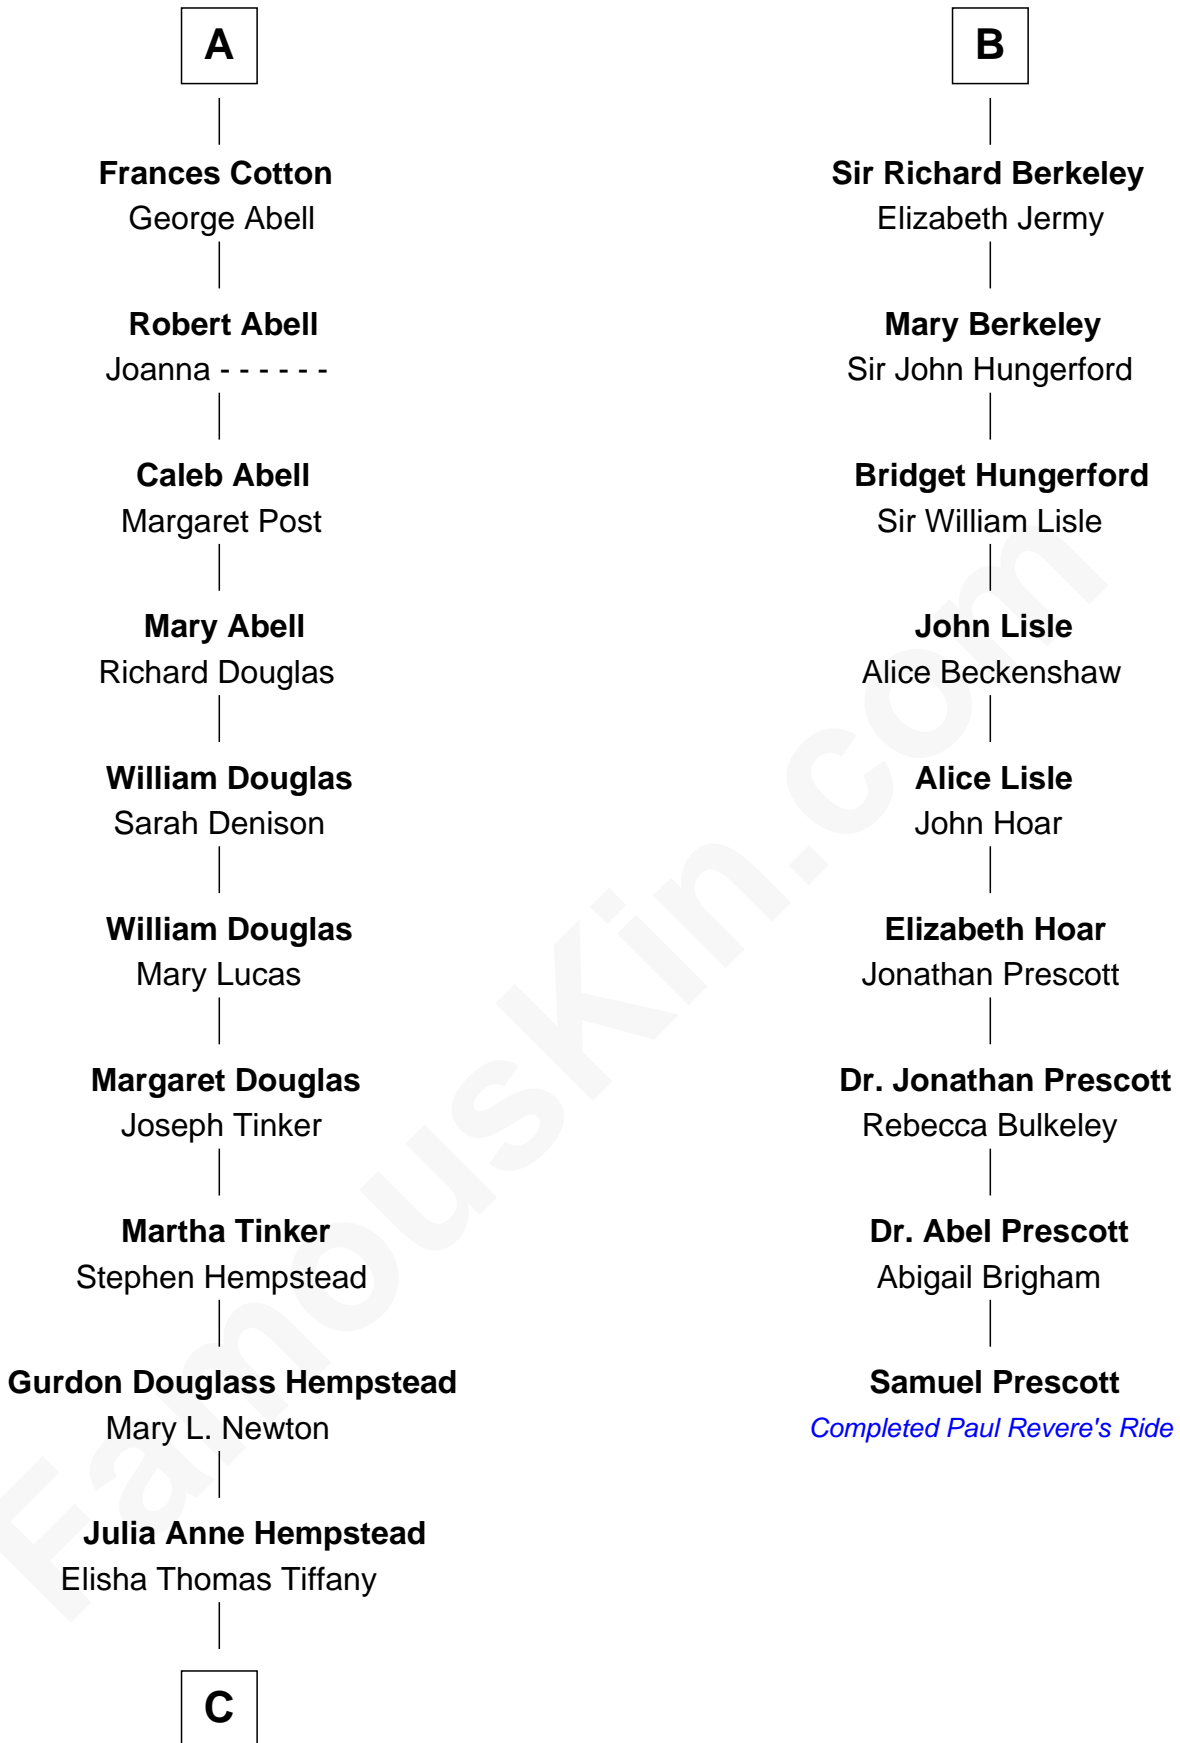 A
Frances Cotton
George Abell
Robert Abell
Joanna - - - - - -
Caleb Abell
Margaret Post
Mary Abell
Richard Douglas
William Douglas
Sarah Denison
William Douglas
Mary Lucas
Margaret Douglas
Joseph Tinker
Martha Tinker
Stephen Hempstead
Gurdon Douglass Hempstead
Mary L. Newton
Julia Anne Hempstead
Elisha Thomas Tiffany
C
B
Sir Richard Berkeley
Elizabeth Jermy
Mary Berkeley
Sir John Hungerford
Bridget Hungerford
Sir William Lisle
John Lisle
Alice Beckenshaw
Alice Lisle
John Hoar
Elizabeth Hoar
Jonathan Prescott
Dr. Jonathan Prescott
Rebecca Bulkeley
Dr. Abel Prescott
Abigail Brigham
Samuel Prescott
Completed Paul Revere's Ride
FamousKin.com